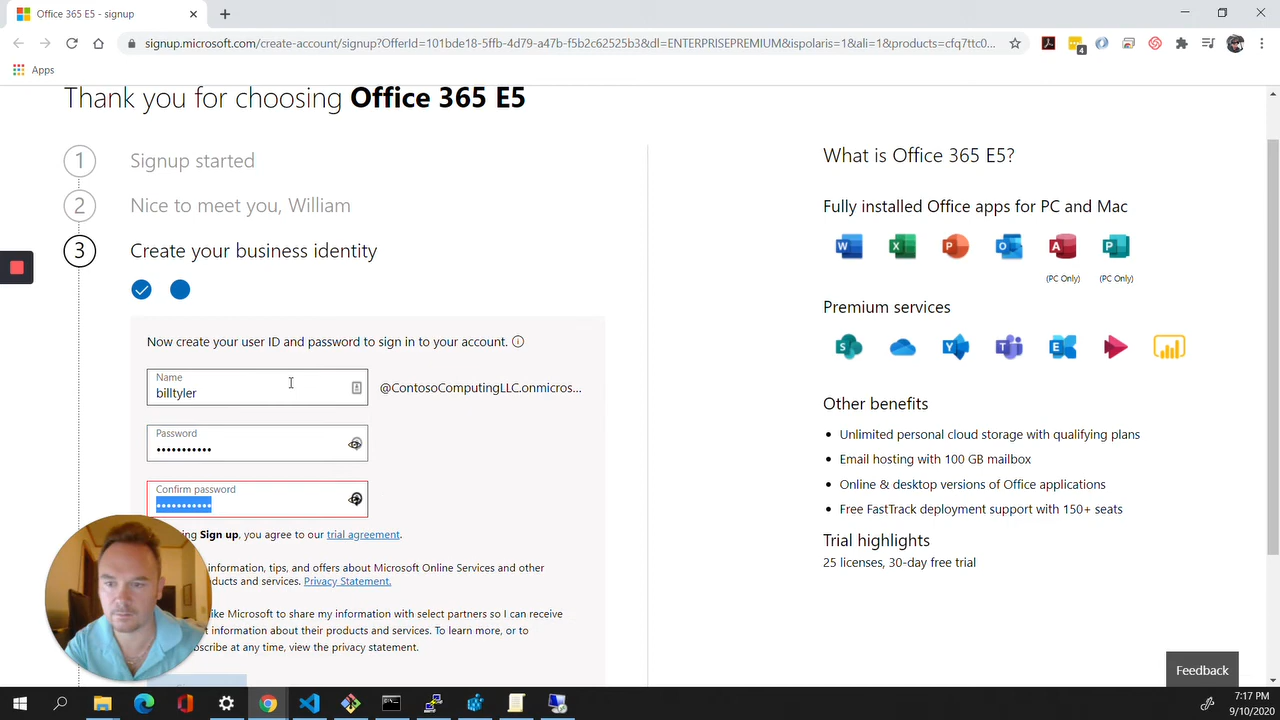 Office 365 E5 - signup
signup.microsoft.com/create-account/signup?OfferId=101bde18-5ffb-4d79-a47b-f5b2c62525b3&dl=ENTERPRISEPREMIUM&ispolaris=1&ali=1&products=cfq7ttc0...
4
Apps
Thank you for choosing Office 365 E5
1 Signup started
2 Nice to meet you, William
3 Create your business identity
Now create your user ID and password to sign in to your account.
Name
billtyler
@ContosoComputingLLC.onmicros...
Password
Confirm password
Sign up, you agree to our trial agreement.
information, tips, and offers about Microsoft Online Services and other
products and services. Privacy Statement.
like Microsoft to share my information with select partners so I can receive
information about their products and services. To learn more, or to
at any time, view the privacy statement.
What is Office 365 E5?
Fully installed Office apps for PC and Mac
W X P O A P
(PC Only) (PC Only)
Premium services
S Y T E
Other benefits
• Unlimited personal cloud storage with qualifying plans
• Email hosting with 100 GB mailbox
• Online & desktop versions of Office applications
• Free FastTrack deployment support with 150+ seats
Trial highlights
25 licenses, 30-day free trial
Feedback
7:17 PM
9/10/2020